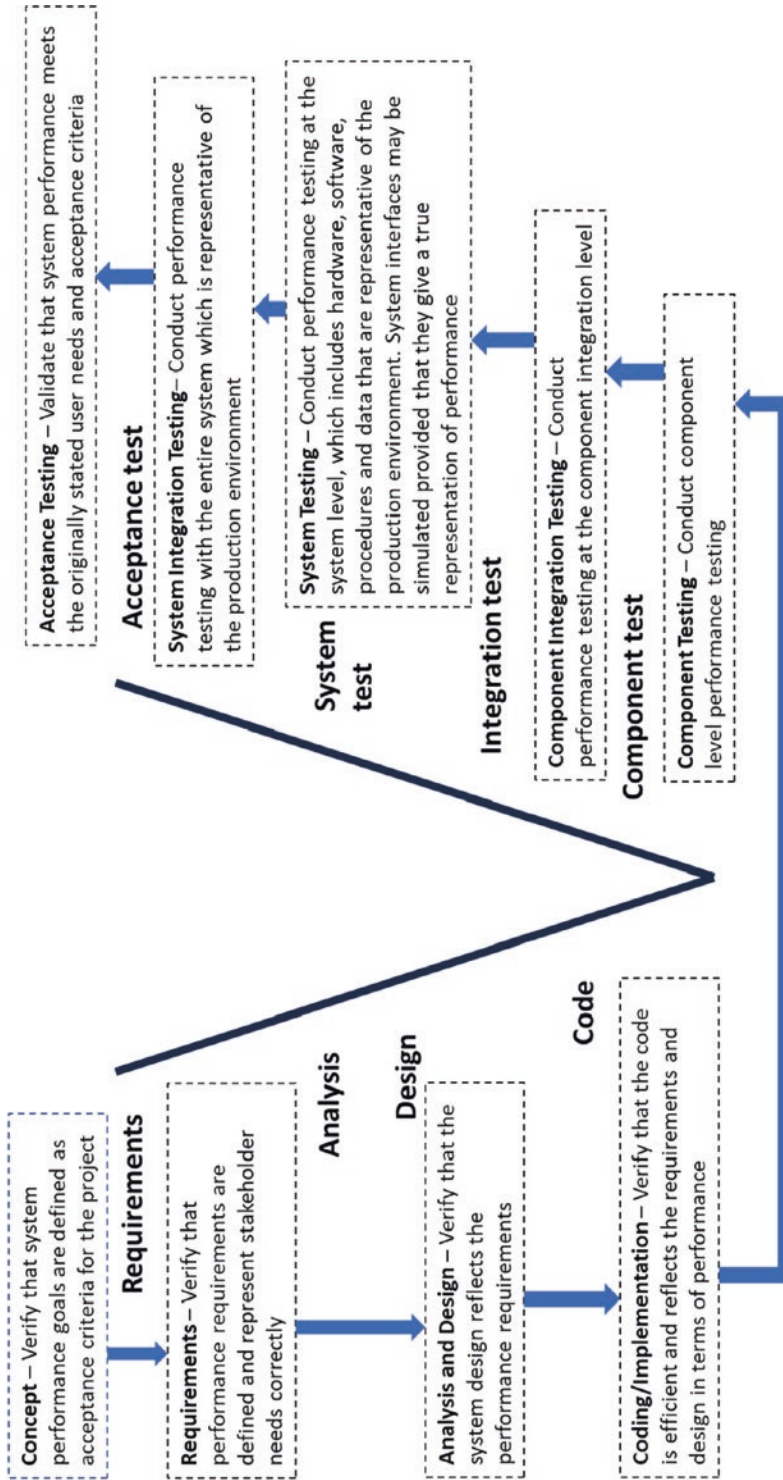 Concept – Verify that system
performance goals are defined as
acceptance criteria for the project
Requirements
Requirements – Verify that
performance requirements are
defined and represent stakeholder
needs correctly
Analysis
Design
Analysis and Design – Verify that the
system design reflects the
performance requirements
Code
Coding/Implementation – Verify that the code
is efficient and reflects the requirements and
design in terms of performance
Acceptance Testing – Validate that system performance meets
the originally stated user needs and acceptance criteria
Acceptance test
System Integration Testing– Conduct performance
testing with the entire system which is representative of
the production environment
System
test
System Testing – Conduct performance testing at the
system level, which includes hardware, software,
procedures and data that are representative of the
production environment. System interfaces may be
simulated provided that they give a true
representation of performance
Integration test
Component Integration Testing – Conduct
performance testing at the component integration level
Component test
Component Testing – Conduct component
level performance testing